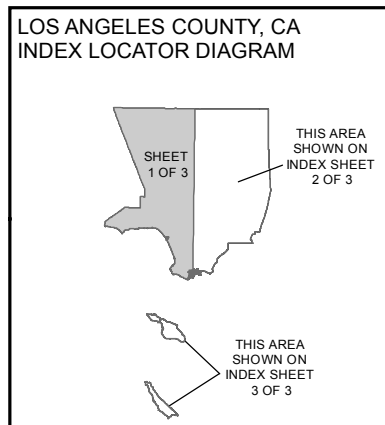 LOS ANGELES COUNTY, CA
INDEX LOCATOR DIAGRAM
SHEET
1 OF 3
THIS AREA
SHOWN ON
INDEX SHEET
2 OF 3
THIS AREA
SHOWN ON
INDEX SHEET
3 OF 3